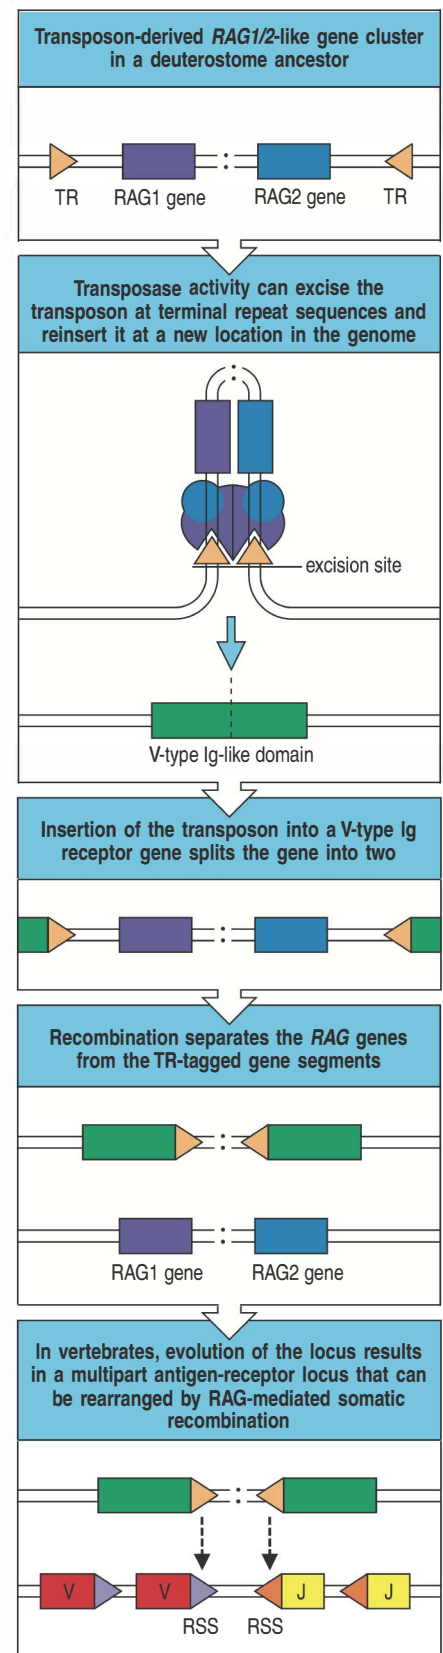 Transposon-derived RAG1/2-like gene cluster
in a deuterostome ancestor
TR
RAG1 gene
RAG2 gene
TR
Transposase activity can excise the
transposon at terminal repeat sequences and
reinsert it at a new location in the genome
excision site
V-type Ig-like domain
Insertion of the transposon into a V-type Ig
receptor gene splits the gene into two
Recombination separates the RAG genes
from the TR-tagged gene segments
RAG1 gene
RAG2 gene
In vertebrates, evolution of the locus results
in a multipart antigen-receptor locus that can
be rearranged by RAG-mediated somatic
recombination
V
V
J
J
RSS
RSS